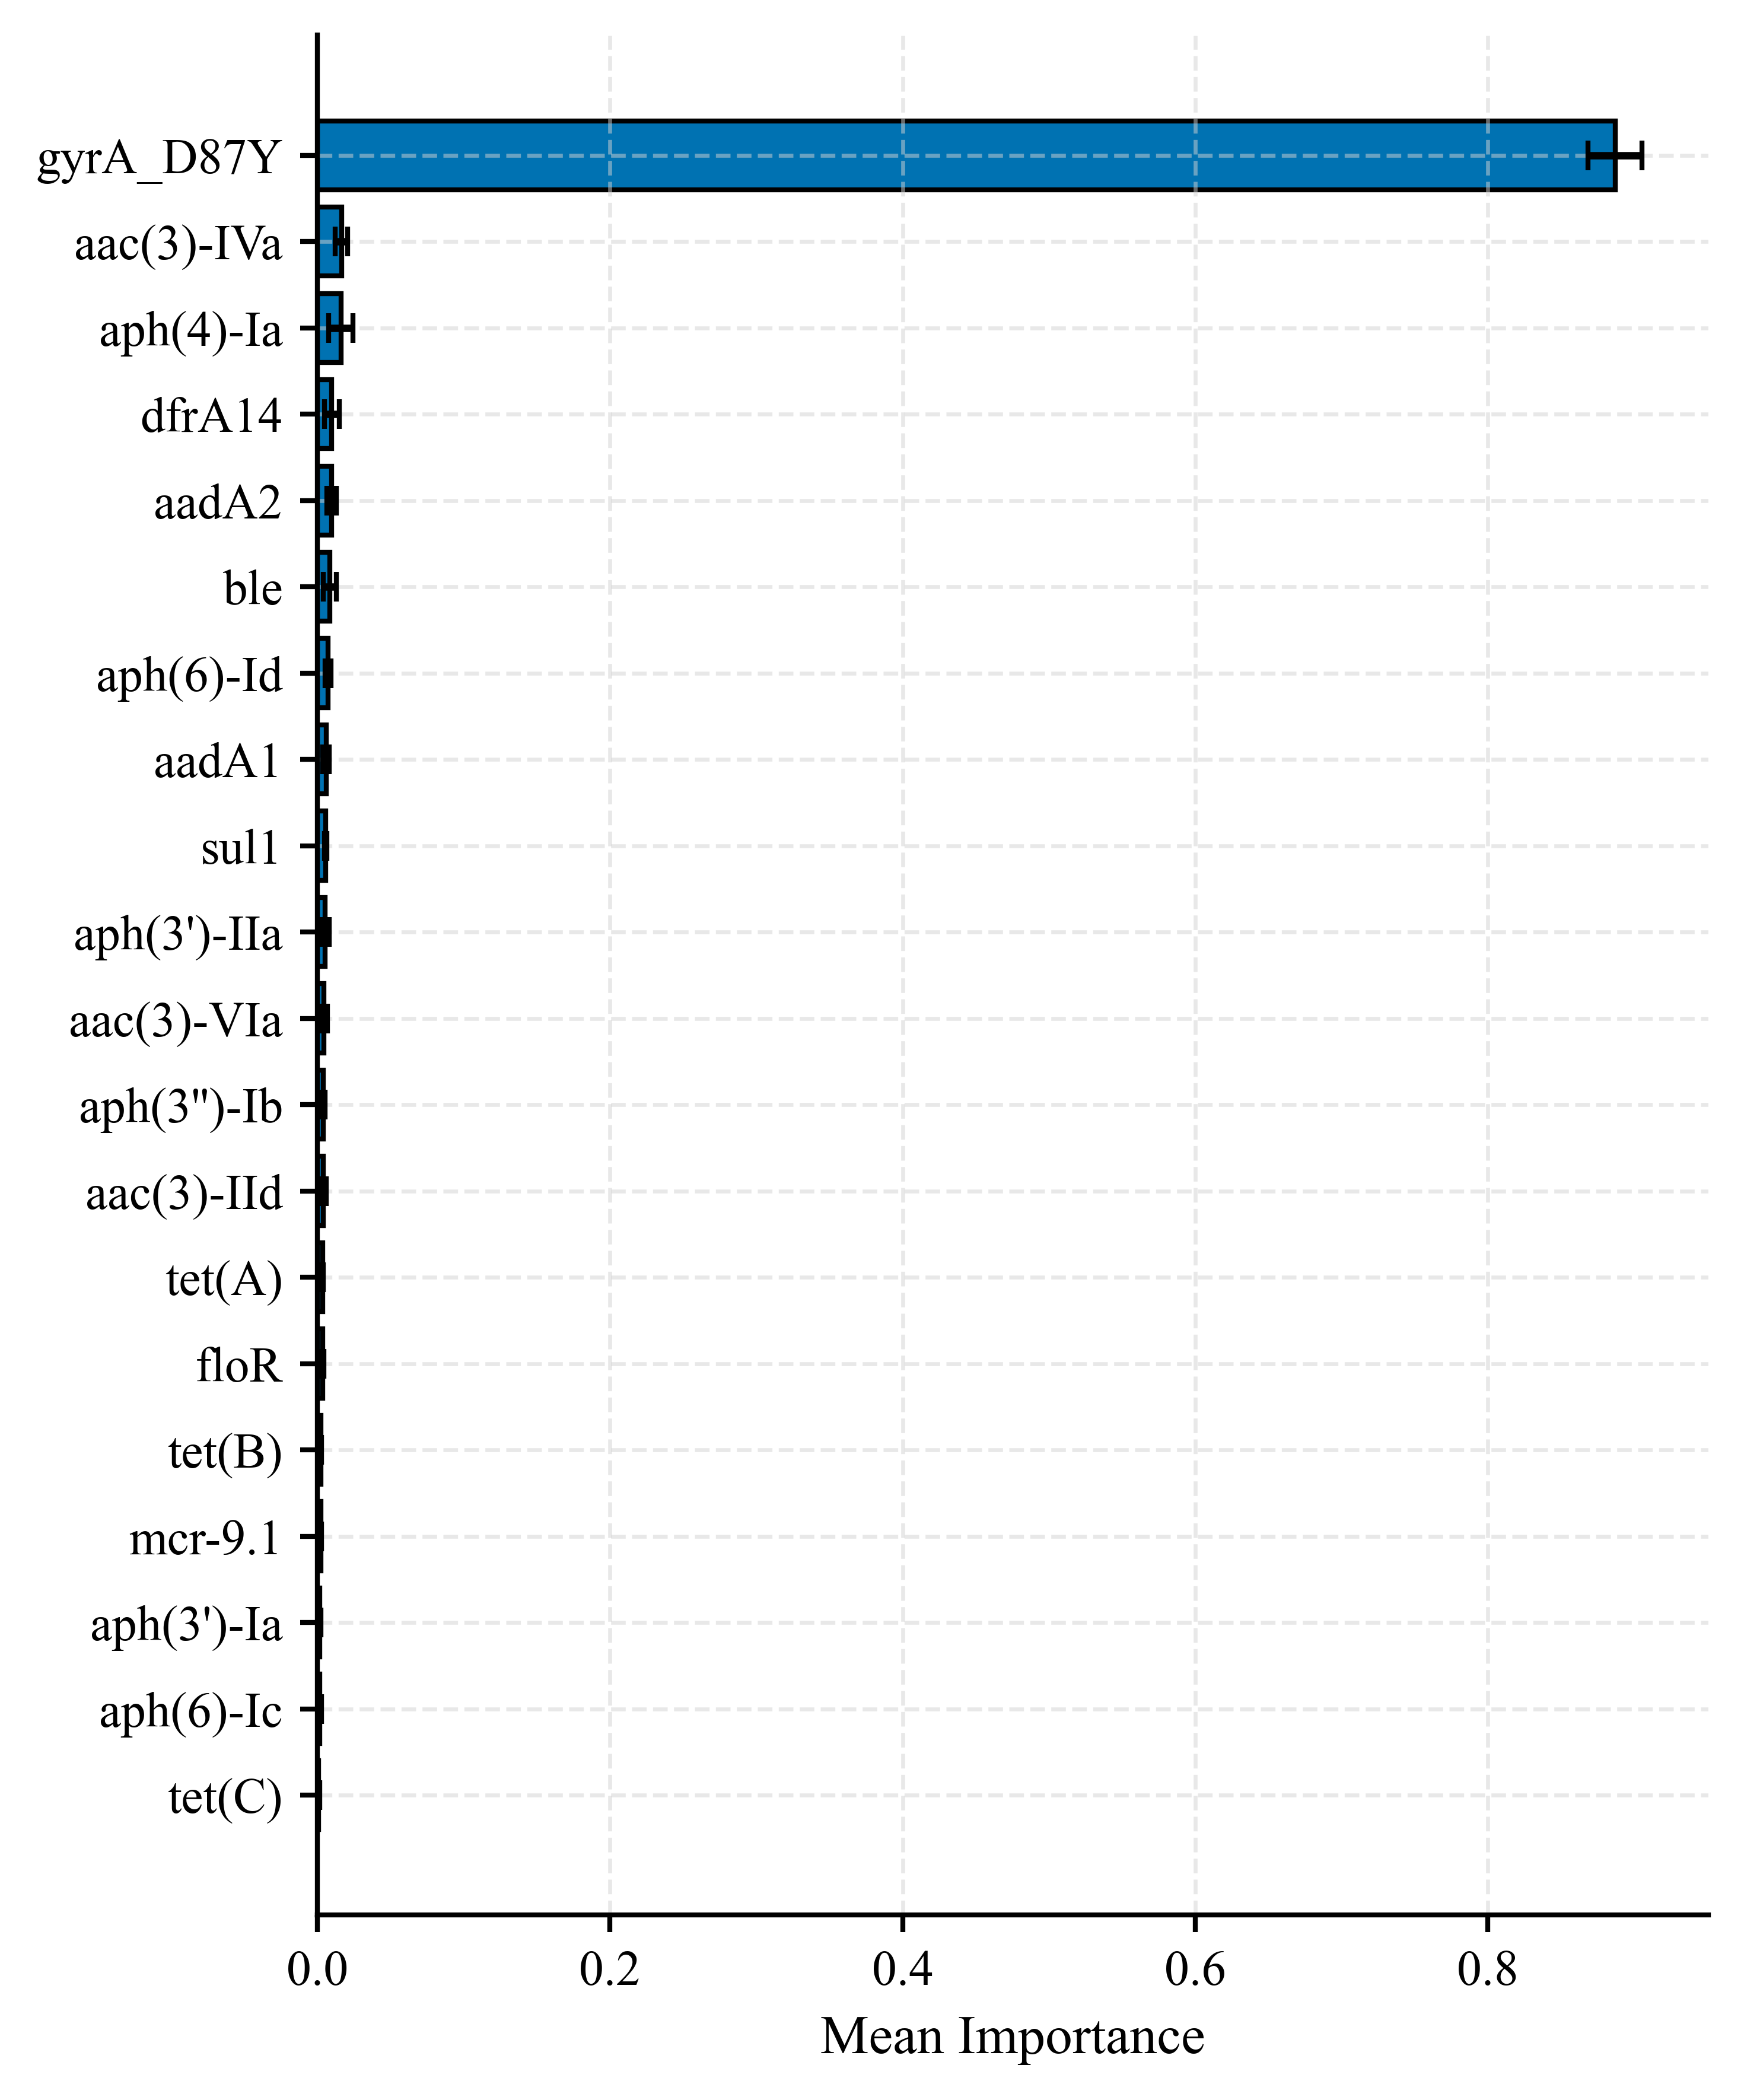 gyrA_D87Y
aac(3)-IVa
aph(4)-Ia
dfrA14
aadA2
ble
aph(6)-Id
aadA1
sul1
aph(3')-IIa
aac(3)-VIa
aph(3'')-Ib
aac(3)-IId
tet(A)
floR
tet(B)
mcr-9.1
aph(3')-Ia
aph(6)-Ic
tet(C)
0.0 0.2 0.4 0.6 0.8
Mean Importance